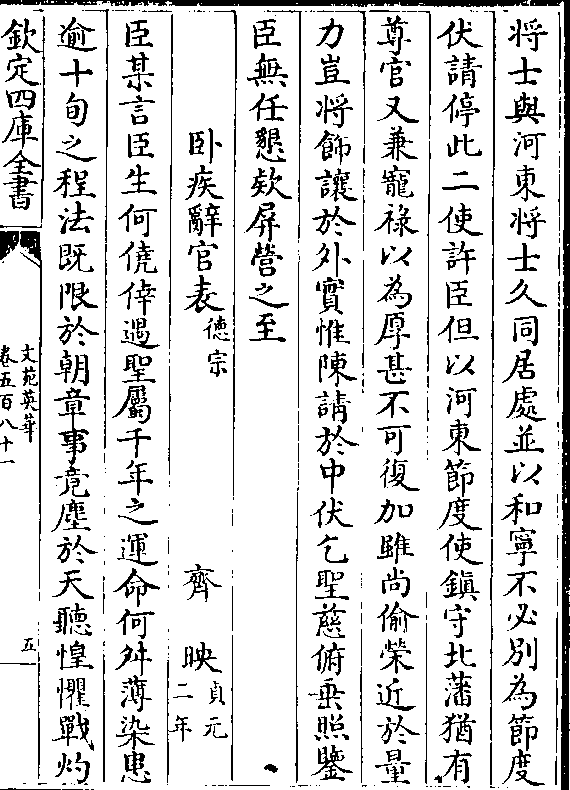 將士與河東將士久同居處並以和寧不必别為節度
伏請停此二使許臣但以河東節度使鎮守北藩猶有
尊官又兼寵祿以為厚甚不可復加雖尚偷榮近於量
力豈將飾讓於外實惟陳請於中伏乞聖慈俯垂照鑒
臣無任懇欵屏營之至
卧疾辭官表德宗
齊映貞元二年
臣某言臣生何僥倖遇聖屬千年之運命何舛薄染患
逾十旬之程法既限於朝章事竟塵於天聽惶懼戰灼
欽定四庫全書
文苑英華
卷五百八十一
五